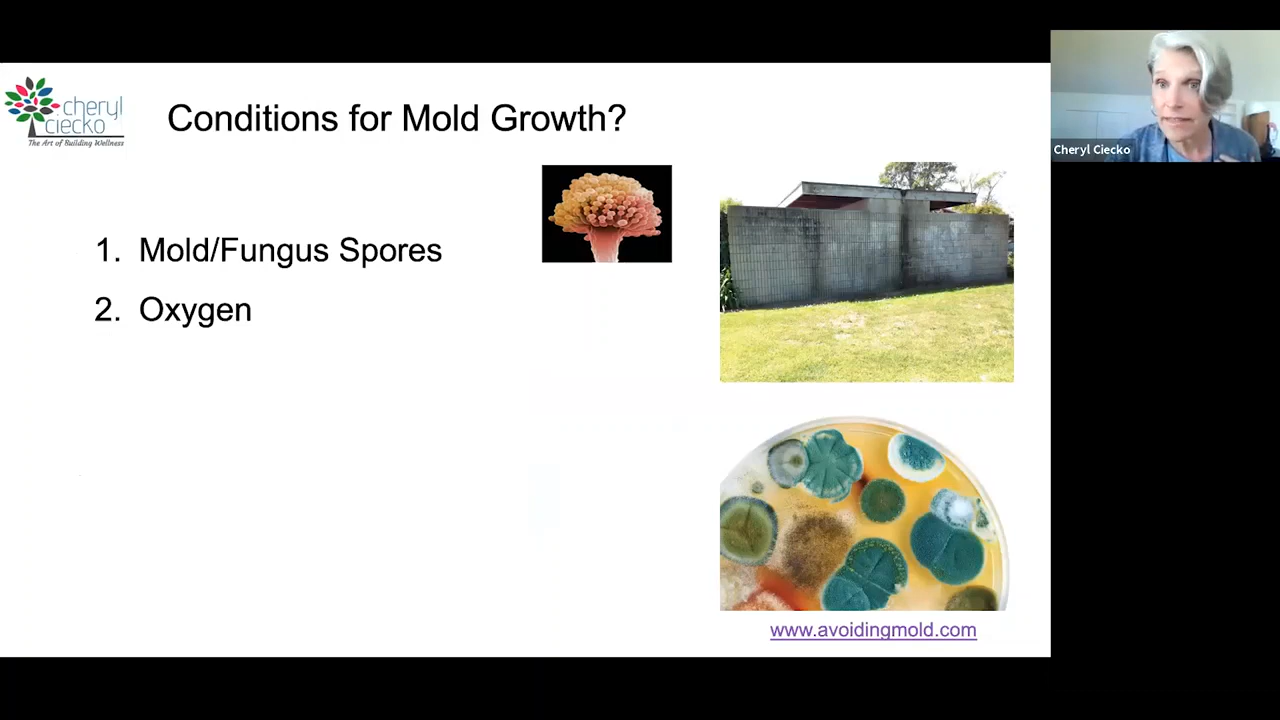 cheryl
ciecko
The Art of Building Wellness
Conditions for Mold Growth?
1. Mold/Fungus Spores
2. Oxygen
www.avoidingmold.com
Cheryl Ciecko